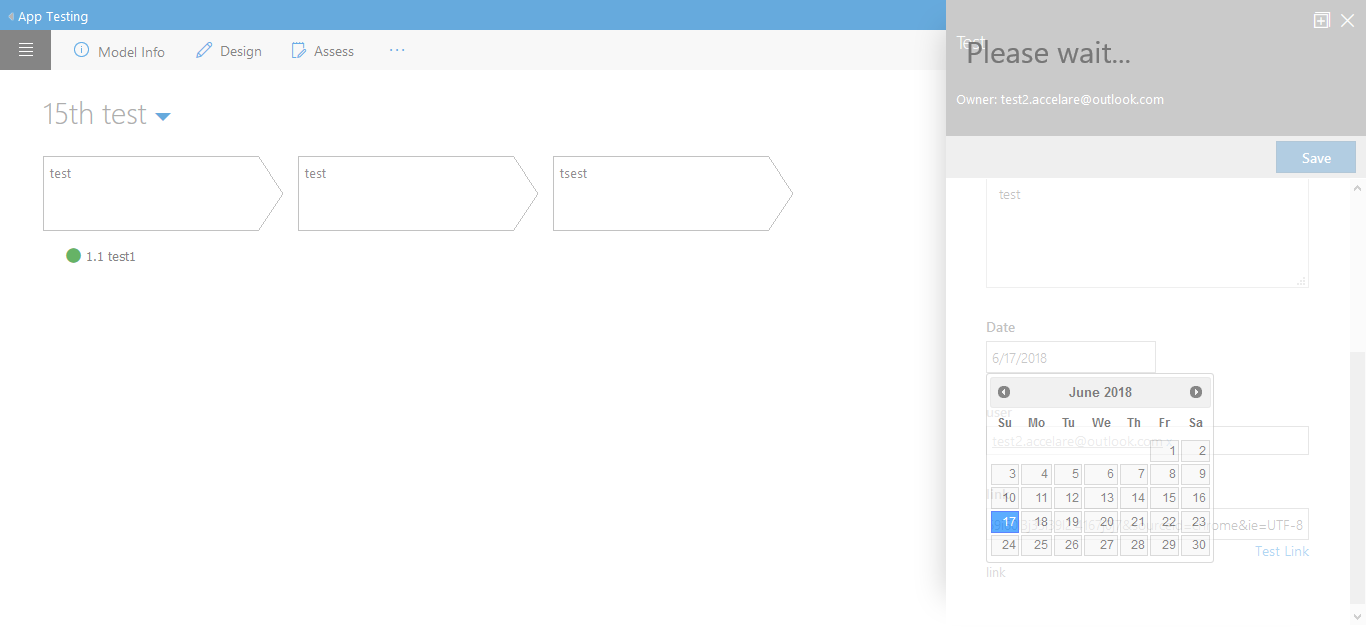 App Testing
Model Info Design Assess ...
15th test
test test tsest
1.1 test1
Test
Please wait...
Owner: test2.accelare@outlook.com
Save
test
Date
6/17/2018
June 2018
user
Su Mo Tu We Th Fr Sa
test2.accelare@outlook.com x
1 2
3 4 5 6 7 8 9
link
10 11 12 13 14 15 16
17 18 19 20 21 22 23
ome&ie=UTF-8
24 25 26 27 28 29 30
Test Link
link